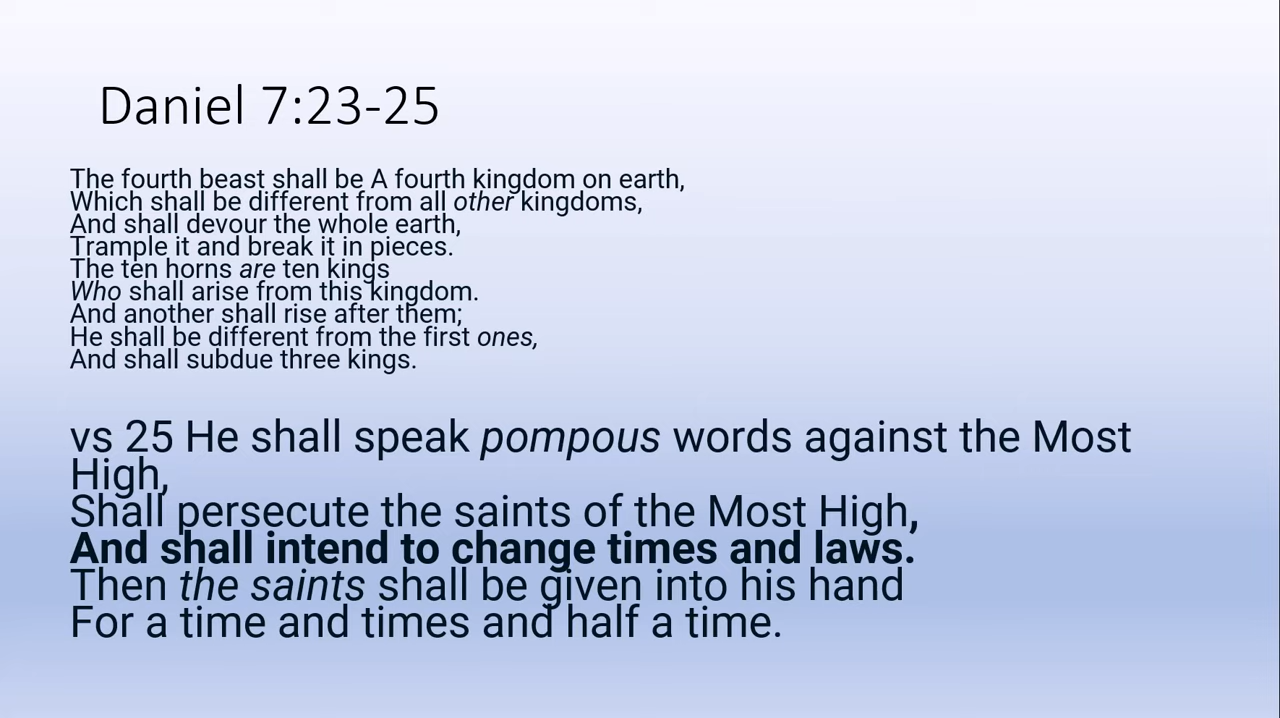 Daniel 7:23-25
The fourth beast shall be A fourth kingdom on earth,
Which shall be different from all other kingdoms,
And shall devour the whole earth,
Trample it and break it in pieces.
The ten horns are ten kings
Who shall arise from this kingdom.
And another shall rise after them;
He shall be different from the first ones,
And shall subdue three kings.
vs 25 He shall speak pompous words against the Most
High,
Shall persecute the saints of the Most High,
And shall intend to change times and laws.
Then the saints shall be given into his hand
For a time and times and half a time.